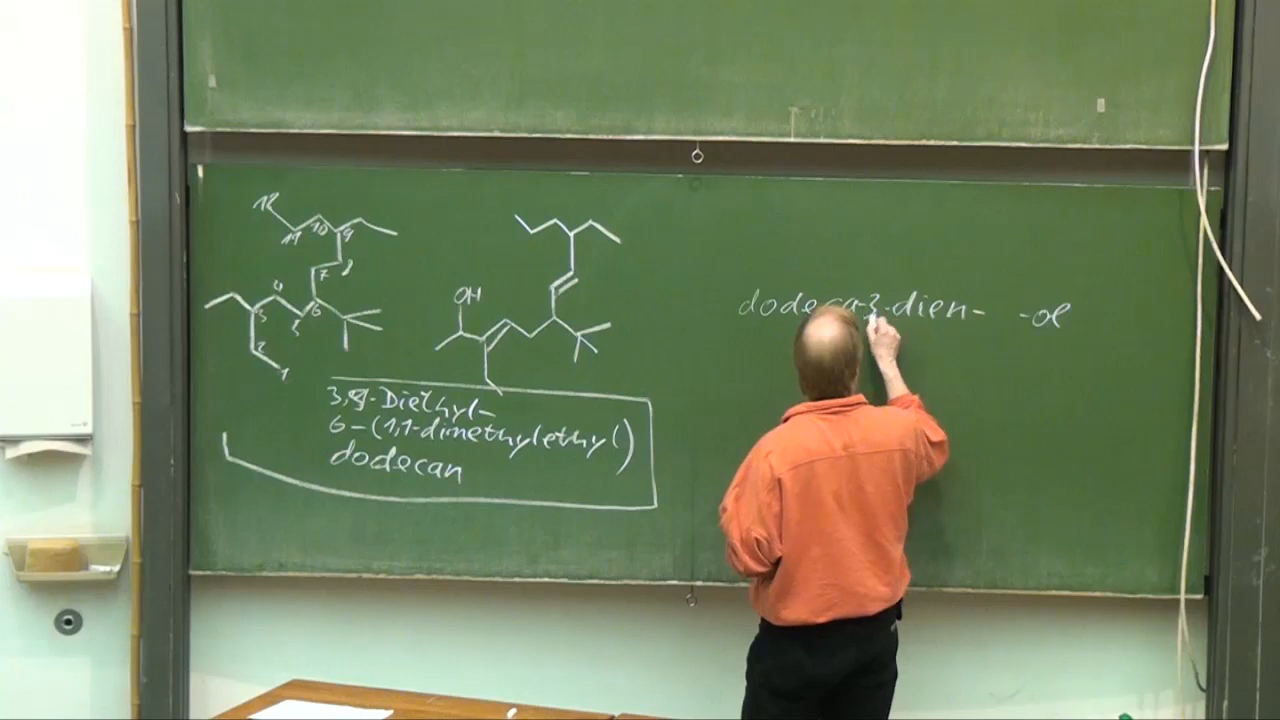 12
11 10 9
8
7
4
3 5 6
2
1
OH
3,9-Diethyl-
6-(1,1-dimethylethyl)
dodecan
dodeca-3-dien- -ol